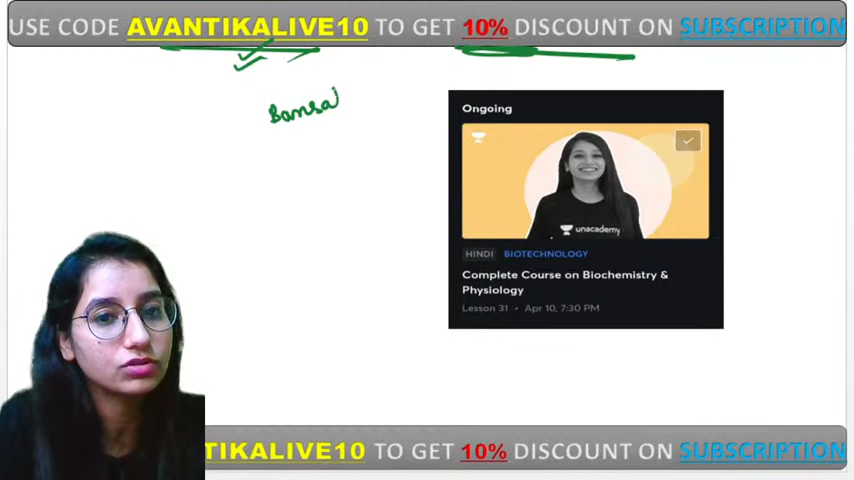 USE CODE AVANTIKALIVE10 TO GET 10% DISCOUNT ON SUBSCRIPTION
Bansal
Ongoing
unacademy
HINDI BIOTECHNOLOGY
Complete Course on Biochemistry &
Physiology
Lesson 31 • Apr 10, 7:30 PM
TIKALIVE10 TO GET 10% DISCOUNT ON SUBSCRIPTION